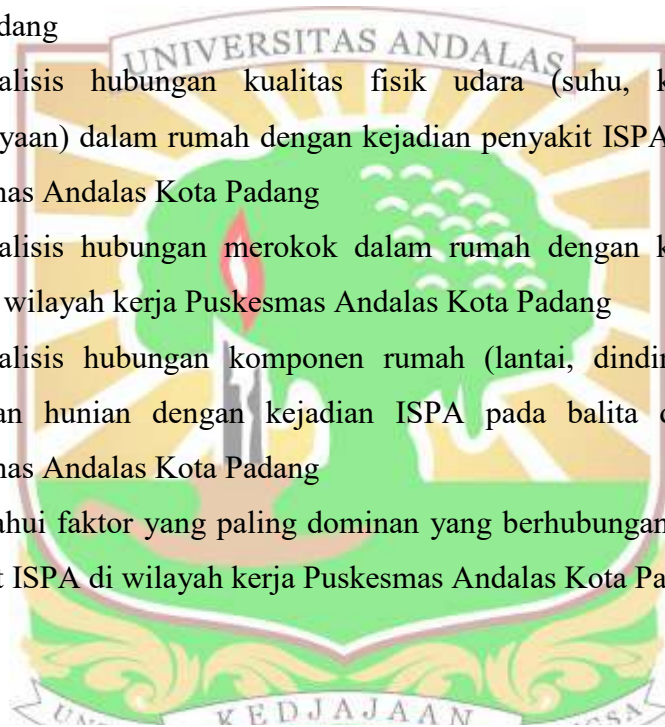 dang
UNIVERSITAS ANDALAS
alisis hubungan kualitas fisik udara (suhu, k
yaan) dalam rumah dengan kejadian penyakit ISPA
nas Andalas Kota Padang
alisis hubungan merokok dalam rumah dengan k
wilayah kerja Puskesmas Andalas Kota Padang
alisis hubungan komponen rumah (lantai, dindin
an hunian dengan kejadian ISPA pada balita d
nas Andalas Kota Padang
ahui faktor yang paling dominan yang berhubungan
t ISPA di wilayah kerja Puskesmas Andalas Kota Pa
KEDJAJAAN